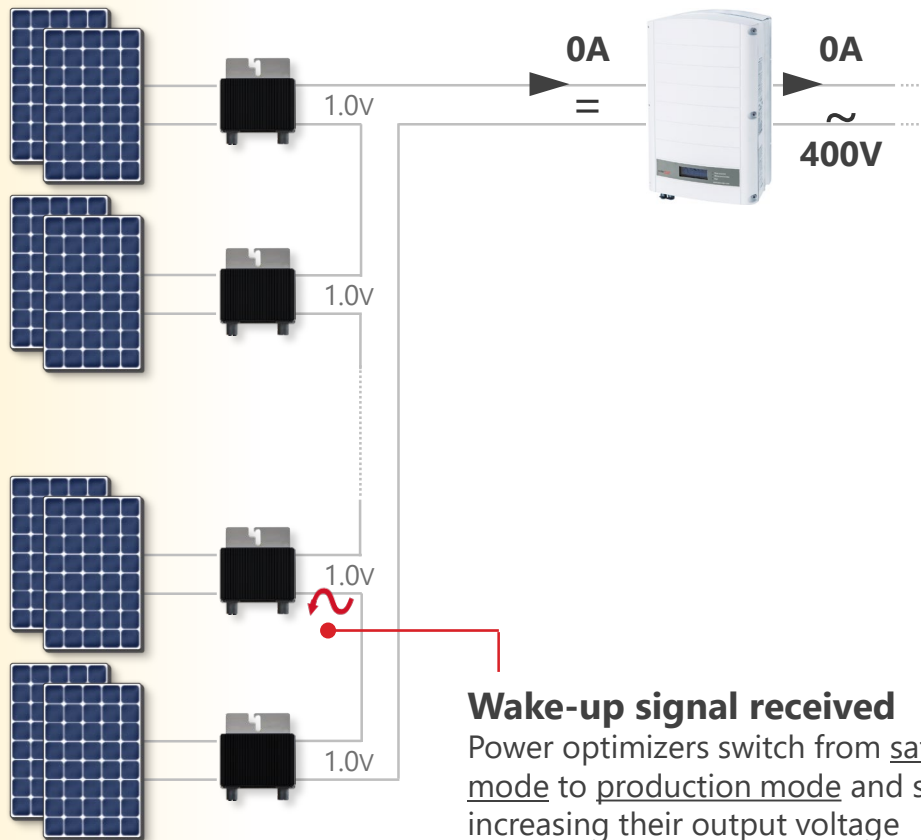 0A
0A
1.0V
=
~
400V
1.0V
1.0V
1.0V
Wake-up signal received
Power optimizers switch from
mode to production mode and
increasing their output voltage